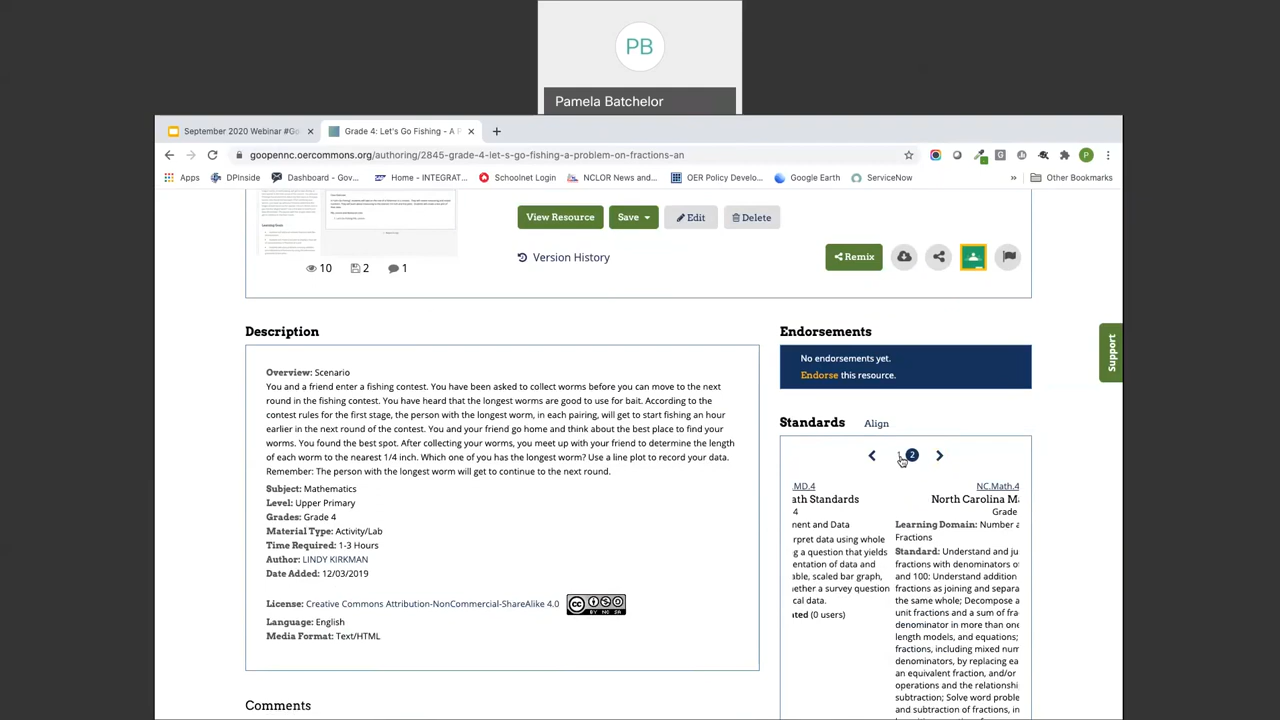 PB
Pamela Batchelor
September 2020 Webinar #Go
Grade 4: Let's Go Fishing - A P
goopennc.oercommons.org/authoring/2845-grade-4-let-s-go-fishing-a-problem-on-fractions-an
P
Apps
DPInside
Dashboard - Gov...
Home - INTEGRAT...
Schoolnet Login
NCLOR News and...
OER Policy Develo...
Google Earth
ServiceNow
»
Other Bookmarks
View Resource
Save
Edit
Delete
Version History
Remix
10
2
1
Support
Description
Overview: Scenario
You and a friend enter a fishing contest. You have been asked to collect worms before you can move to the next
round in the fishing contest. You have heard that the longest worms are good to use for bait. According to the
contest rules for the first stage, the person with the longest worm, in each pairing, will get to start fishing an hour
earlier in the next round of the contest. You and your friend go home and think about the best place to find your
worms. You found the best spot. After collecting your worms, you meet up with your friend to determine the length
of each worm to the nearest 1/4 inch. Which one of you has the longest worm? Use a line plot to record your data.
Remember: The person with the longest worm will get to continue to the next round.
Subject: Mathematics
Level: Upper Primary
Grades: Grade 4
Material Type: Activity/Lab
Time Required: 1-3 Hours
Author: LINDY KIRKMAN
Date Added: 12/03/2019
License: Creative Commons Attribution-NonCommercial-ShareAlike 4.0
BY NC SA
Language: English
Media Format: Text/HTML
Comments
Endorsements
No endorsements yet.
Endorse this resource.
Standards
Align
2
.MD.4
ath Standards
4
ment and Data
rpret data using whole
g a question that yields
entation of data and
able, scaled bar graph,
hether a survey question
ical data.
ated (0 users)
NC.Math.4
North Carolina Ma
Grade
Learning Domain: Number a
Fractions
Standard: Understand and ju
fractions with denominators o
and 100: Understand addition
fractions as joining and separa
the same whole; Decompose a
unit fractions and a sum of fra
denominator in more than one
length models, and equations;
fractions, including mixed num
denominators, by replacing ea
an equivalent fraction, and/or
operations and the relationshi
subtraction; Solve word proble
and subtraction of fractions, in